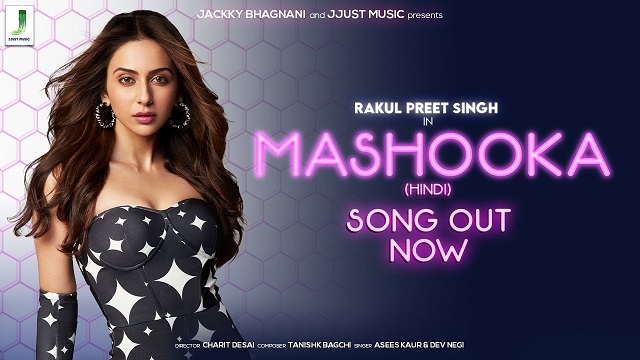 JACKKY BHAGNANI and JJUST MUSIC presents
JJUST MUSIC
RAKUL PREET SINGH
IN
MASHOOKA
(HINDI)
SONG OUT
NOW
DIRECTOR CHARIT DESAI COMPOSER TANISHK BAGCHI SINGER ASEES KAUR & DEV NEGI